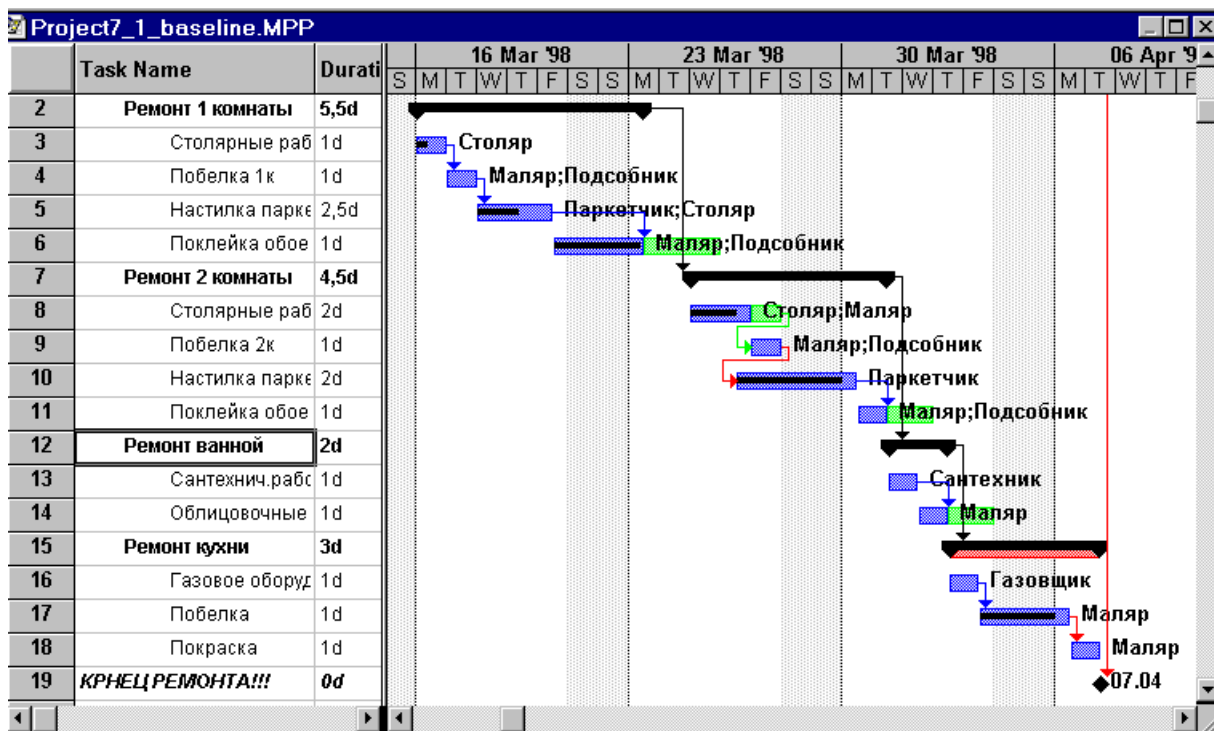 Project7_1_baseline.MPP
Task Name Durati
16 Mar '98 23 Mar '98 30 Mar '98 06 Apr '9
S M T W T F S S M T W T F S S M T W T F S S M T W T F
2 Ремонт 1 комнаты 5,5d
3 Столярные раб 1d Столяр
4 Побелка 1к 1d Маляр;Подсобник
5 Настилка парке 2,5d Паркетчик;Столяр
6 Поклейка обое 1d Маляр;Подсобник
7 Ремонт 2 комнаты 4,5d
8 Столярные раб 2d Столяр;Маляр
9 Побелка 2к 1d Маляр;Подсобник
10 Настилка парке 2d Паркетчик
11 Поклейка обое 1d Маляр;Подсобник
12 Ремонт ванной 2d
13 Сантехнич.рабо 1d Сантехник
14 Облицовочные 1d Маляр
15 Ремонт кухни 3d
16 Газовое оборуд 1d Газовщик
17 Побелка 1d Маляр
18 Покраска 1d Маляр
19 КРНЕЦ РЕМОНТА!!! 0d 07.04